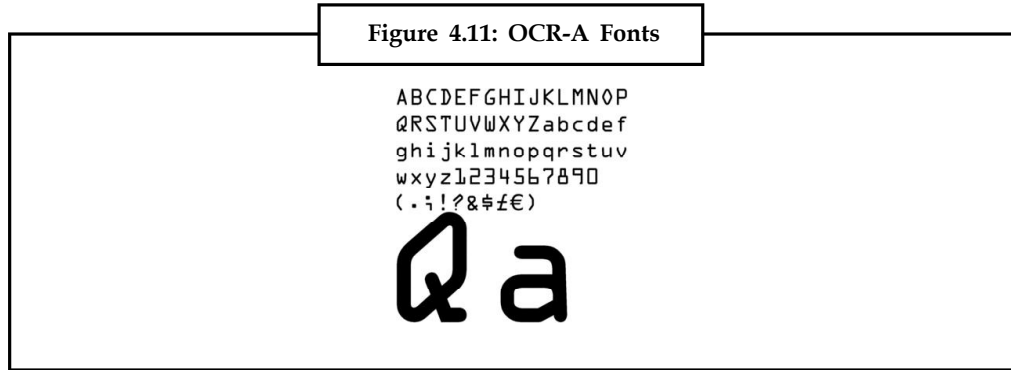 Figure 4.11: OCR-A Fonts
ABCDEFGHIJKLMNOP
QRSTUVWXYZabcdef
ghijklmnopqrstuv
wxyz1234567890
(.;!?&$£€)
Qa